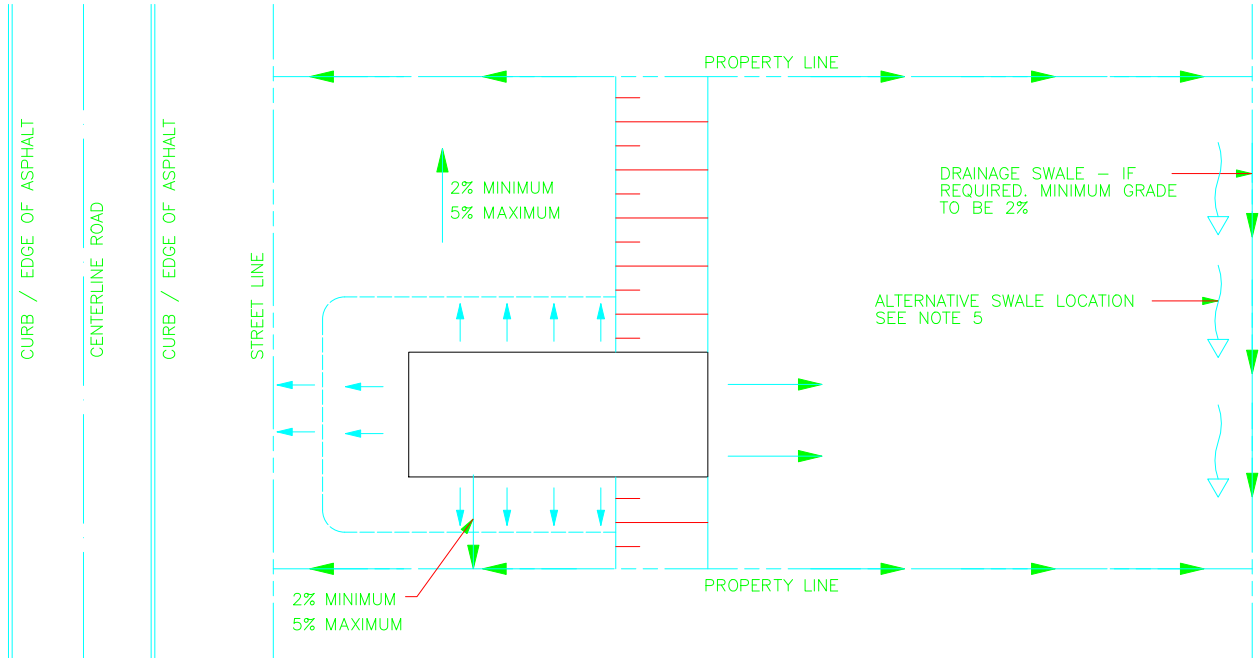 PROPERTY LINE
CURB / EDGE OF ASPHALT
CENTERLINE ROAD
CURB / EDGE OF ASPHALT
STREET LINE
2% MINIMUM
5% MAXIMUM
DRAINAGE SWALE – IF
REQUIRED. MINIMUM GRADE
TO BE 2%
ALTERNATIVE SWALE LOCATION
SEE NOTE 5
PROPERTY LINE
2% MINIMUM
5% MAXIMUM